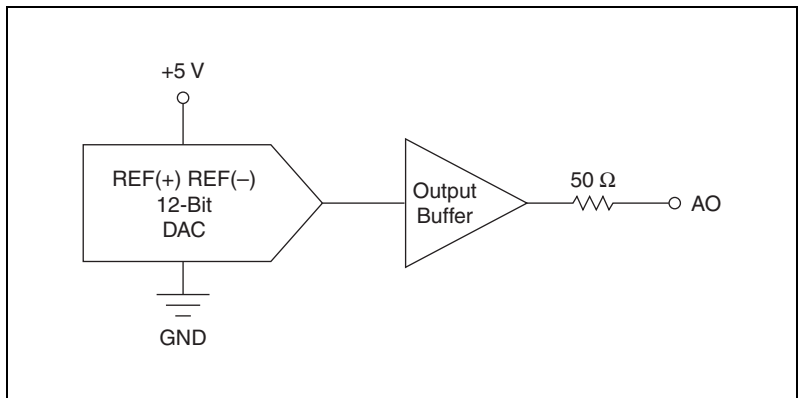 +5 V
REF(+) REF(–)
12-Bit
DAC
GND
Output
Buffer
50 Ω
AO